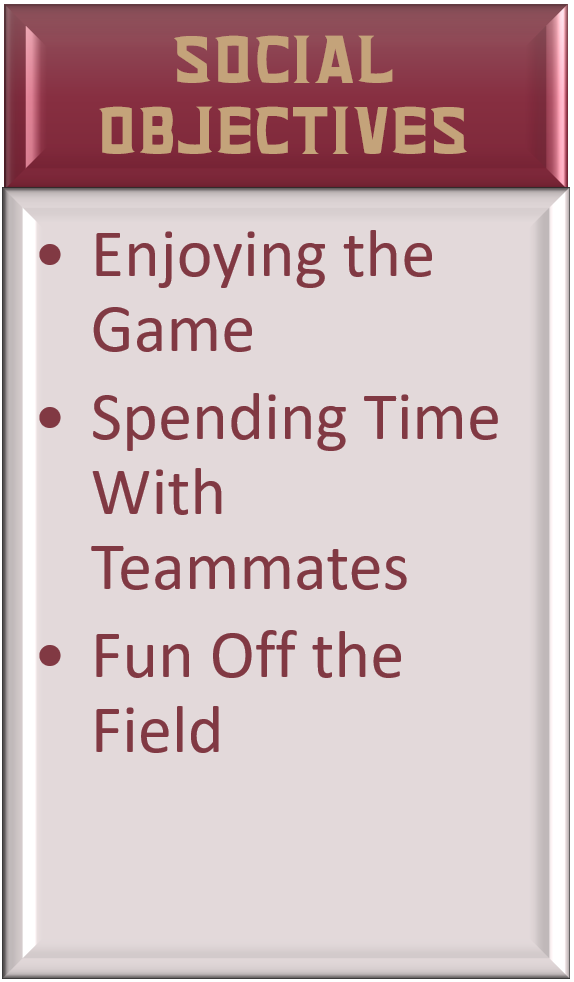 SOCIAL
OBJECTIVES
• Enjoying the
Game
• Spending Time
With
Teammates
• Fun Off the
Field